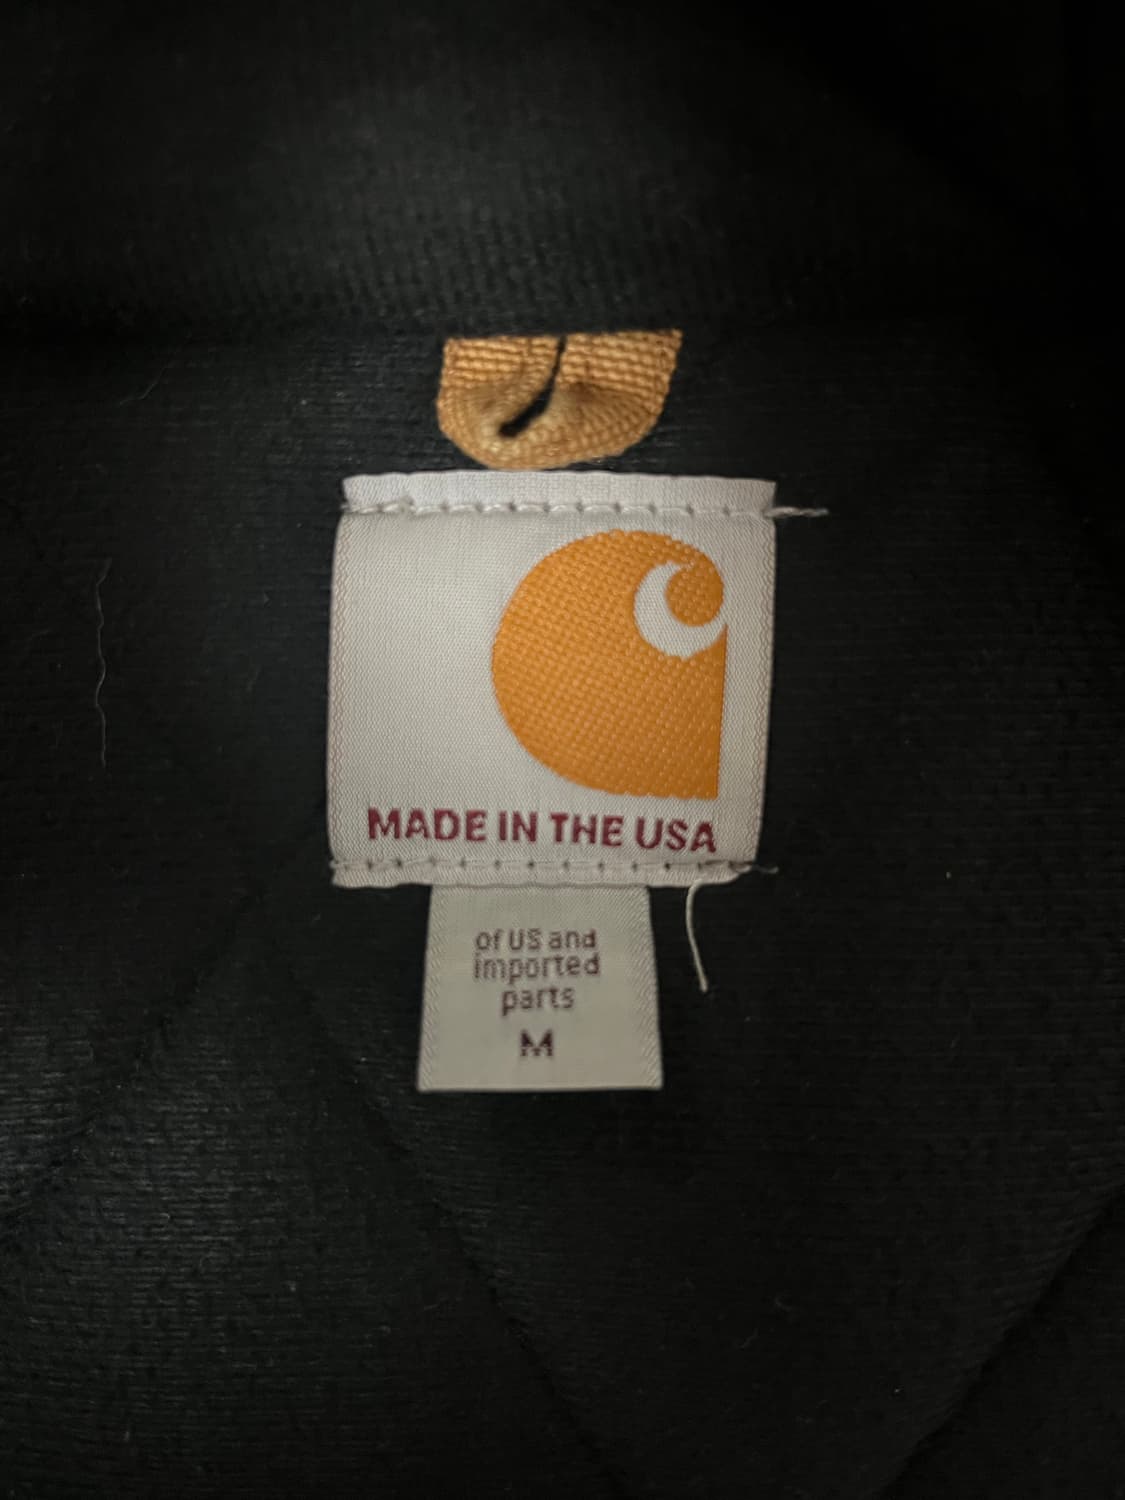 MADE IN THE USA
of US and
imported
parts
M